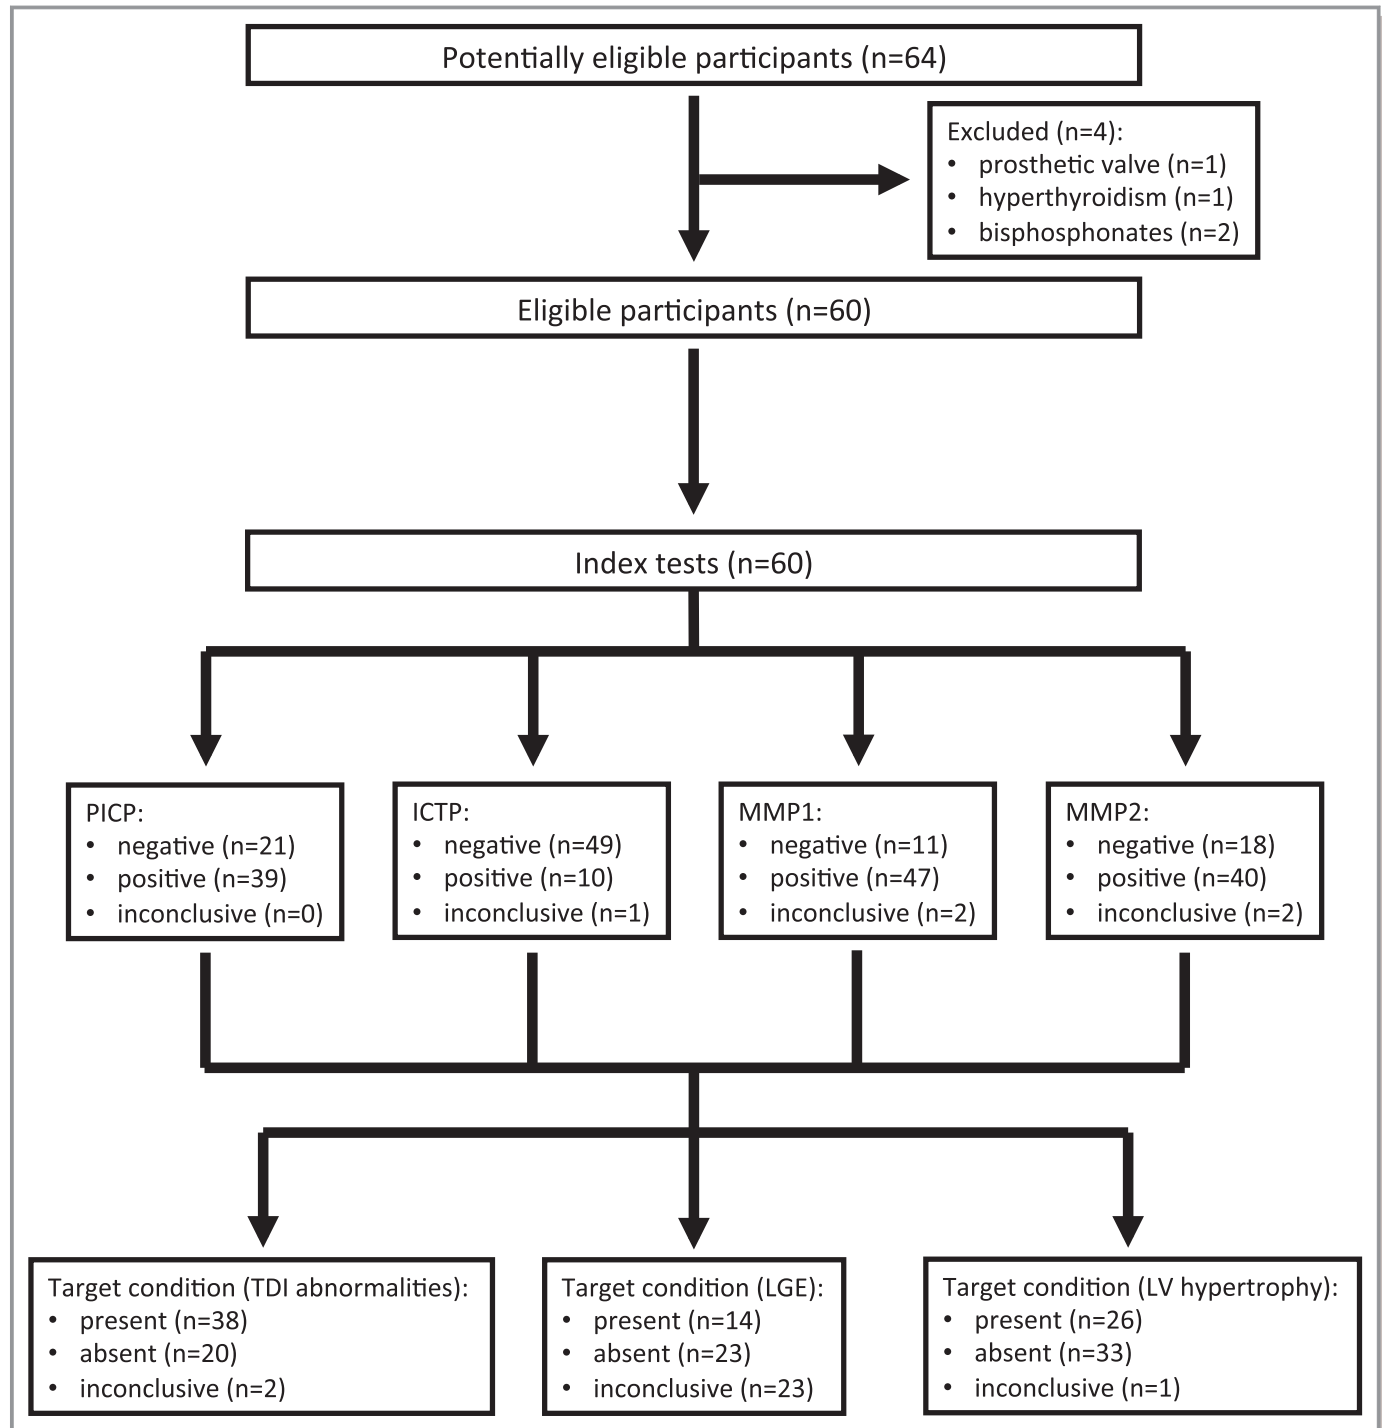 Potentially eligible participants (n=64)
Excluded (n=4):
• prosthetic valve (n=1)
• hyperthyroidism (n=1)
• bisphosphonates (n=2)
Eligible participants (n=60)
Index tests (n=60)
PICP:
• negative (n=21)
• positive (n=39)
• inconclusive (n=0)
ICTP:
• negative (n=49)
• positive (n=10)
• inconclusive (n=1)
MMP1:
• negative (n=11)
• positive (n=47)
• inconclusive (n=2)
MMP2:
• negative (n=18)
• positive (n=40)
• inconclusive (n=2)
Target condition (TDI abnormalities):
• present (n=38)
• absent (n=20)
• inconclusive (n=2)
Target condition (LGE):
• present (n=14)
• absent (n=23)
• inconclusive (n=23)
Target condition (LV hypertrophy):
• present (n=26)
• absent (n=33)
• inconclusive (n=1)